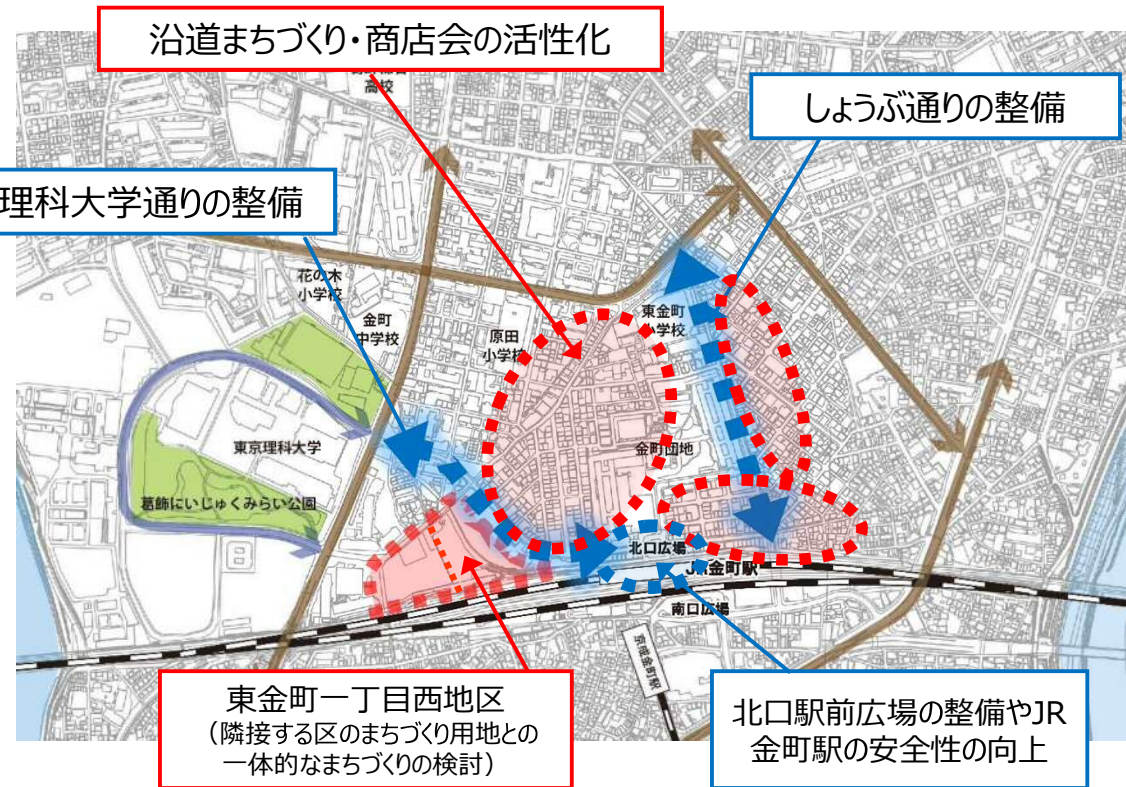 沿道まちづくり・商店会の活性化
高校
しょうぶ通りの整備
理科大学通りの整備
花の木
小学校
金町
中学校
原田
小学校
東金町
小学校
東京理科大学
金町団地
葛飾にいじゅくみらい公園
北口広場
JR金町駅
南口広場
京成金町駅
東金町一丁目西地区
（隣接する区のまちづくり用地との
一体的なまちづくりの検討）
北口駅前広場の整備やJR
金町駅の安全性の向上